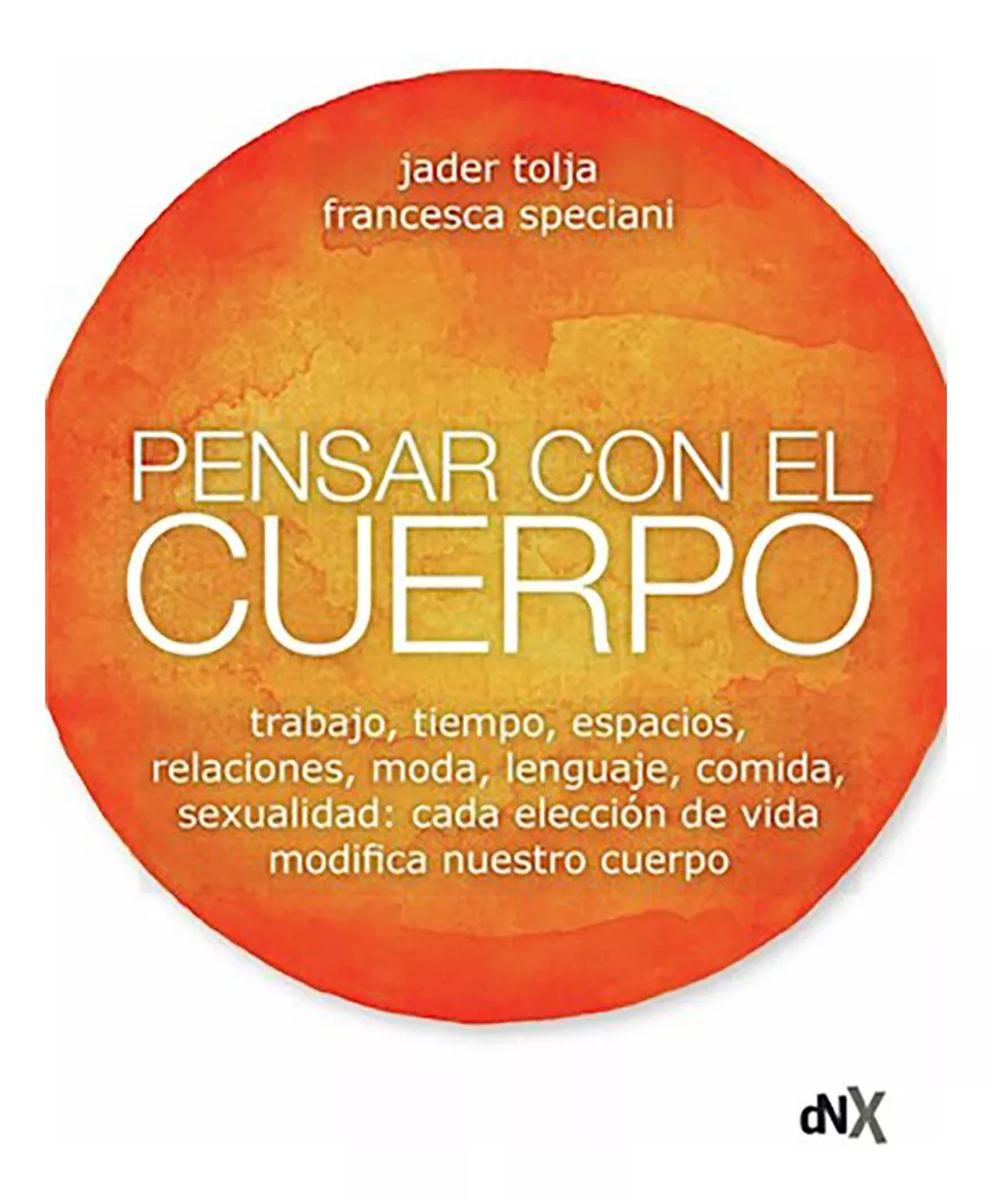 jader tolja
francesca speciani
PENSAR CON EL
CUERPO
trabajo, tiempo, espacios,
relaciones, moda, lenguaje, comida,
sexualidad: cada elección de vida
modifica nuestro cuerpo
dNX